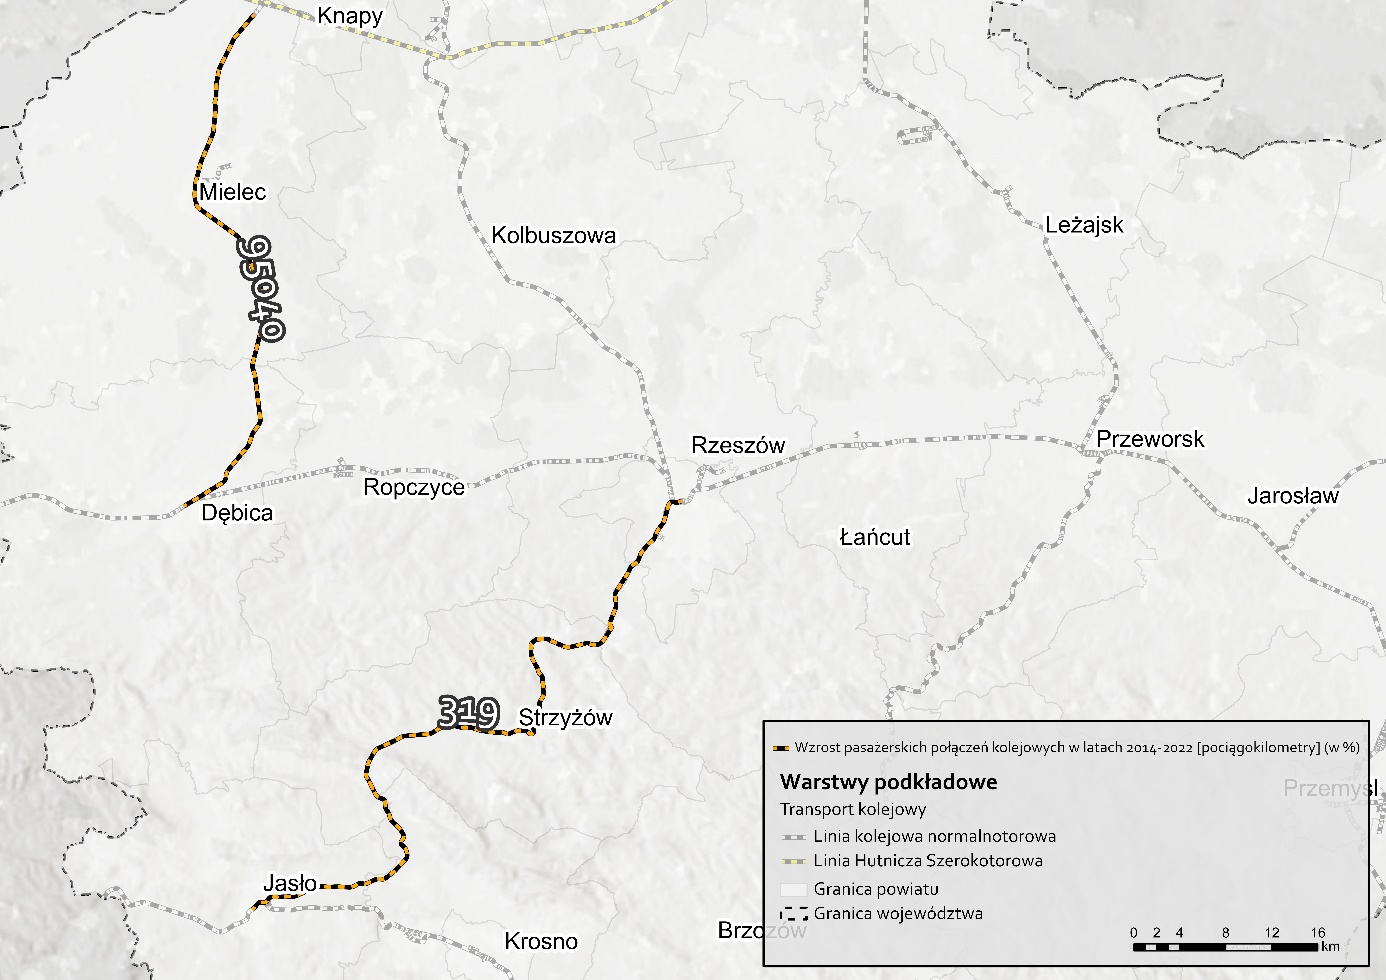 Knapy
Mielec
Kolbuszowa
Leżajsk
95040
Rzeszów
Przeworsk
Ropczyce
Jarosław
Dębica
Łańcut
319
Strzyżów
Wzrost pasażerskich połączeń kolejowych w latach 2014-2022 [pociągokilometry] (w %)
Warstwy podkładowe
Przemyśl
Transport kolejowy
Linia kolejowa normalnotorowa
Linia Hutnicza Szerokotorowa
Jasło
Granica powiatu
Granica województwa
Brzozów
Krosno
0 2 4 8 12 16
km